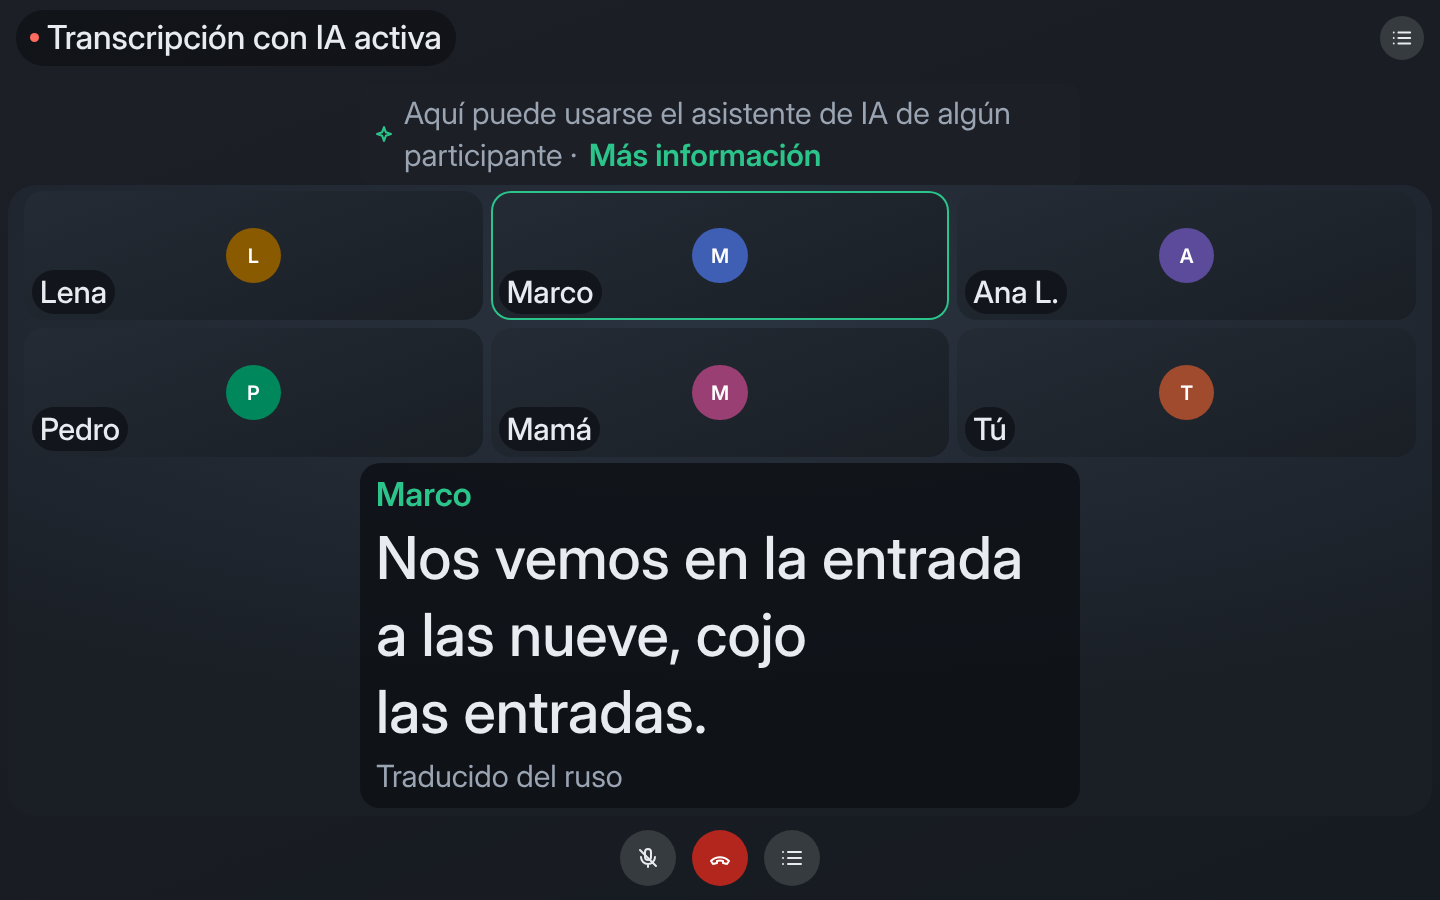 Transcripción con IA activa
Aquí puede usarse el asistente de IA de algún
participante · Más información
L
Lena
M
Marco
A
Ana L.
P
Pedro
M
Mamá
T
Tú
Marco
Nos vemos en la entrada
a las nueve, cojo
las entradas.
Traducido del ruso